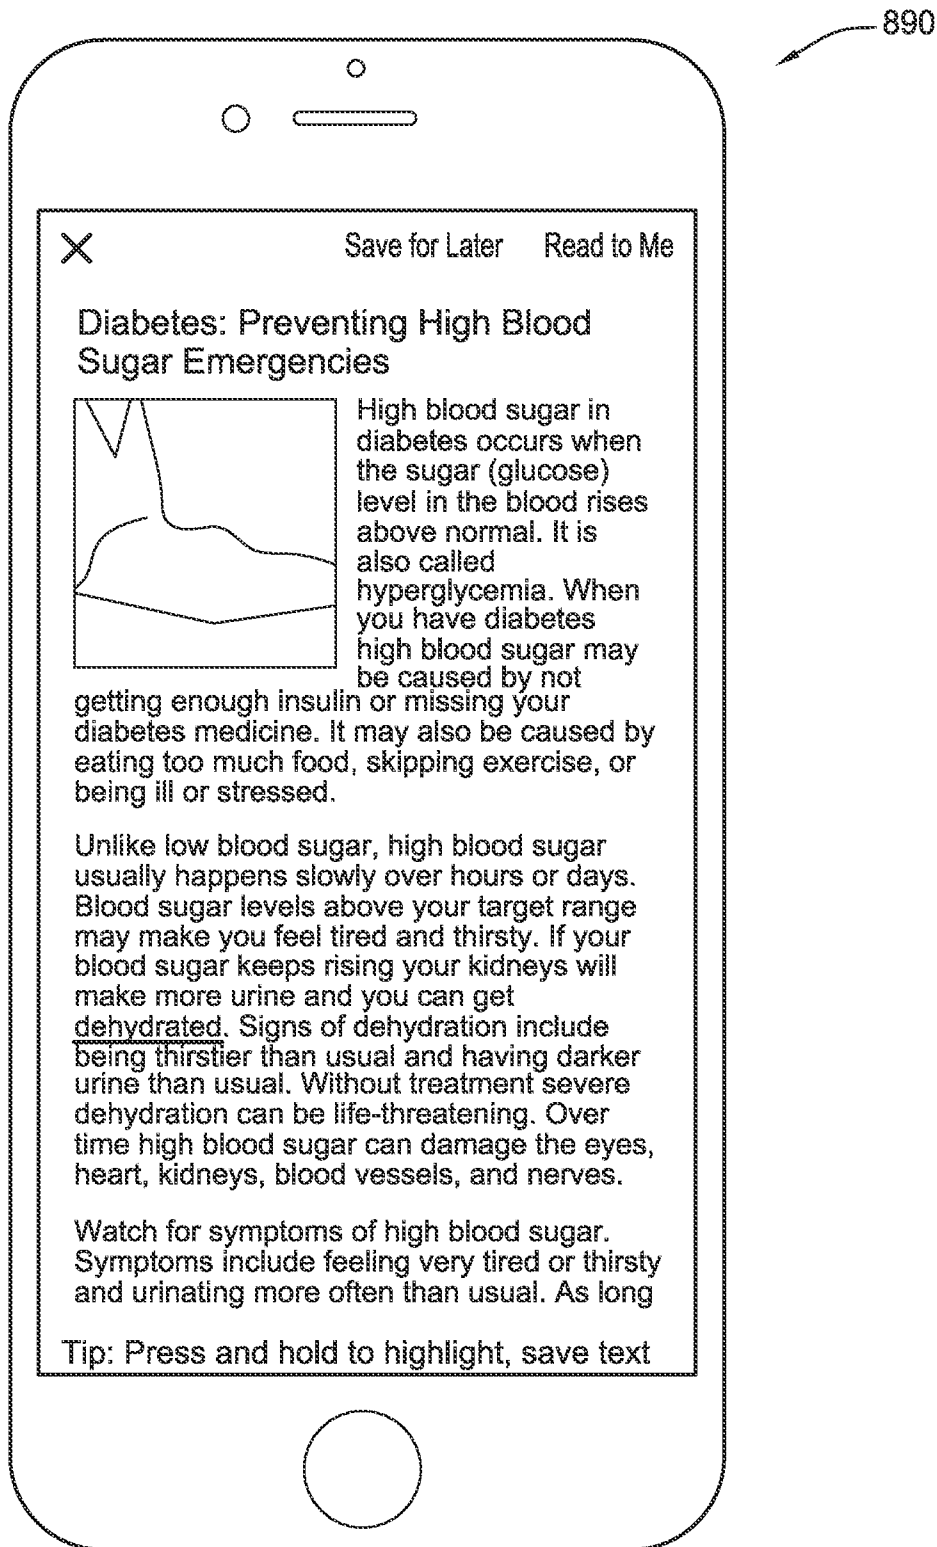 890
Save for Later Read to Me
Diabetes: Preventing High Blood
Sugar Emergencies
High blood sugar in
diabetes occurs when
the sugar (glucose)
level in the blood rises
above normal. It is
also called
hyperglycemia. When
you have diabetes
high blood sugar may
be caused by not
getting enough insulin or missing your
diabetes medicine. It may also be caused by
eating too much food, skipping exercise, or
being ill or stressed.
Unlike low blood sugar, high blood sugar
usually happens slowly over hours or days.
Blood sugar levels above your target range
may make you feel tired and thirsty. If your
blood sugar keeps rising your kidneys will
make more urine and you can get
dehydrated. Signs of dehydration include
being thirstier than usual and having darker
urine than usual. Without treatment severe
dehydration can be life-threatening. Over
time high blood sugar can damage the eyes,
heart, kidneys, blood vessels, and nerves.
Watch for symptoms of high blood sugar.
Symptoms include feeling very tired or thirsty
and urinating more often than usual. As long
Tip: Press and hold to highlight, save text